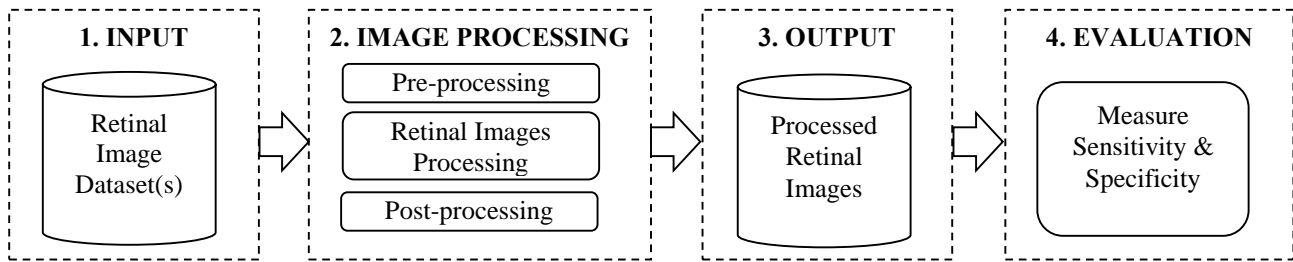 1. INPUT
Retinal
Image
Dataset(s)
2. IMAGE PROCESSING
Pre-processing
Retinal Images
Processing
Post-processing
3. OUTPUT
Processed
Retinal
Images
4. EVALUATION
Measure
Sensitivity &
Specificity